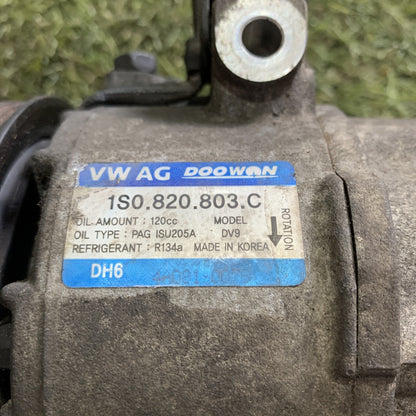 VW AG DOOWON
1S0.820.803.C
OIL AMOUNT : 120cc MODEL
OIL TYPE : PAG ISU205A DV9
REFRIGERANT : R134a MADE IN KOREA
ROTATION
DH6